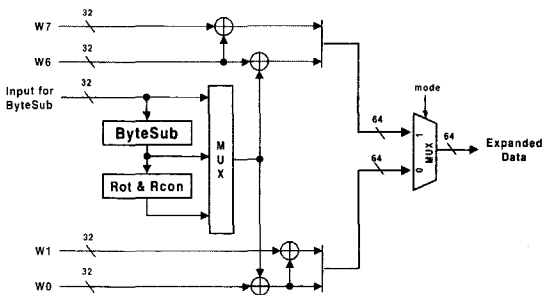 W7 32
W6 32
Input for
ByteSub 32
ByteSub
Rot & Rcon
MUX
mode
64
64
1
0
MUX
64
Expanded
Data
W1 32
W0 32